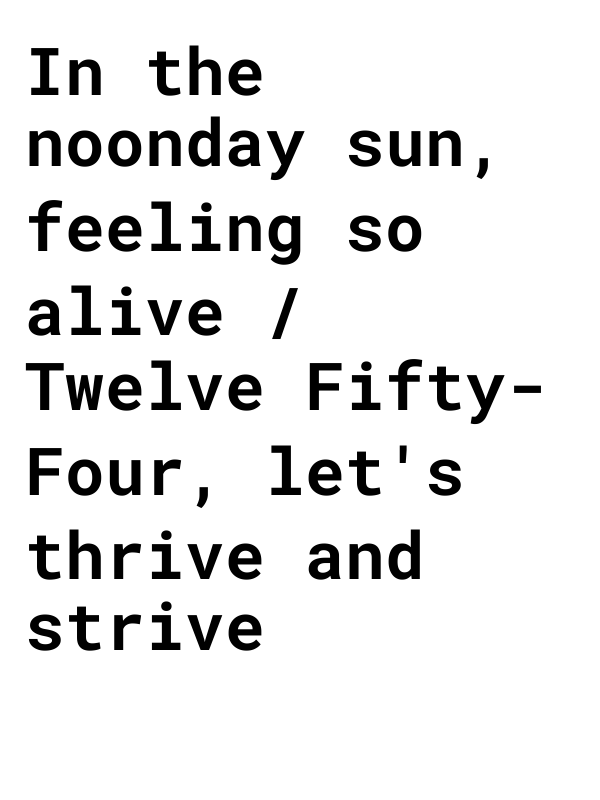 In the
noonday sun,
feeling so
alive /
Twelve Fifty-
Four, let's
thrive and
strive